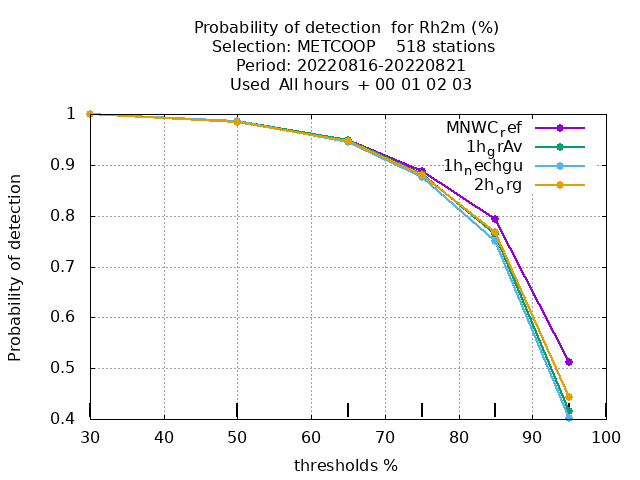 Probability of detection  for Rh2m (%)
Selection: METCOOP    518 stations
Period: 20220816-20220821
Used  All hours  + 00 01 02 03
MNWC_ref
1h_grAv
1h_nechgu
2h_org
Probability of detection
1
0.9
0.8
0.7
0.6
0.5
0.4
30 40 50 60 70 80 90 100
thresholds %